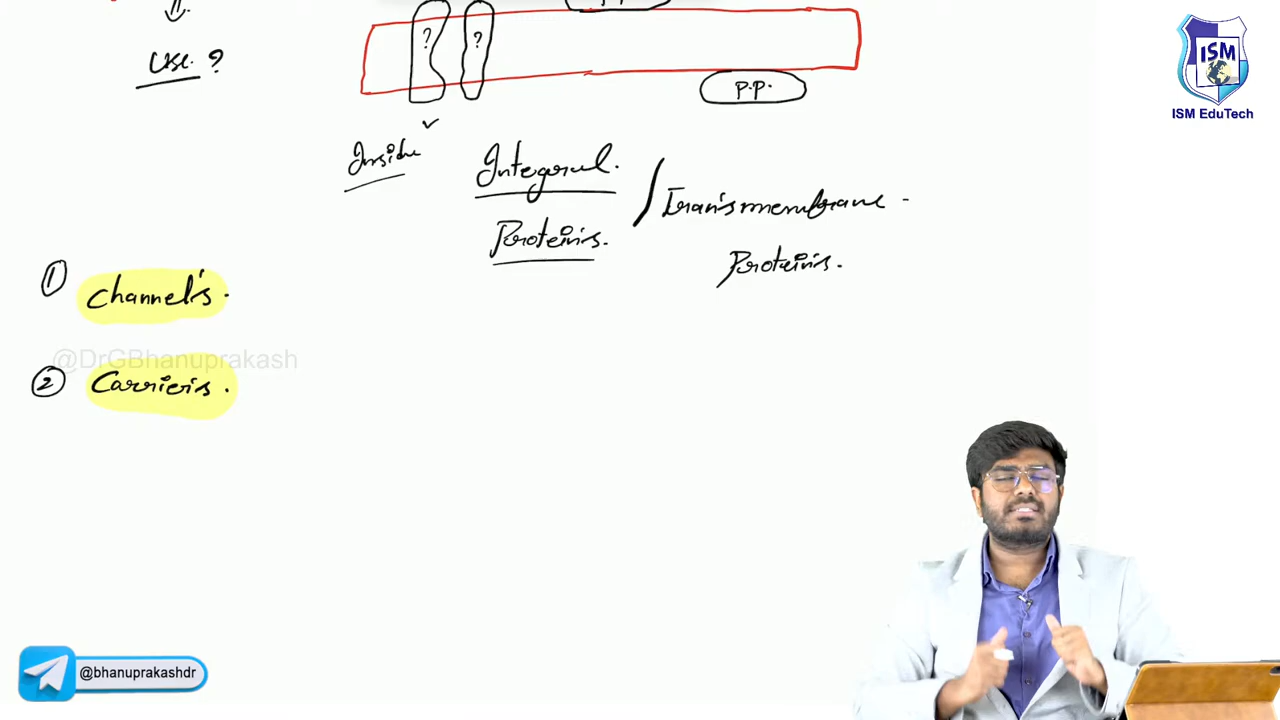 Use ?
?
?
P.P.
Inside
Integral.
Proteins.
/ Transmembrane.
Proteins.
① Channels.
@DrGBhanuprakash
② Carriers.
ISM
ISM EduTech
@bhanuprakashdr